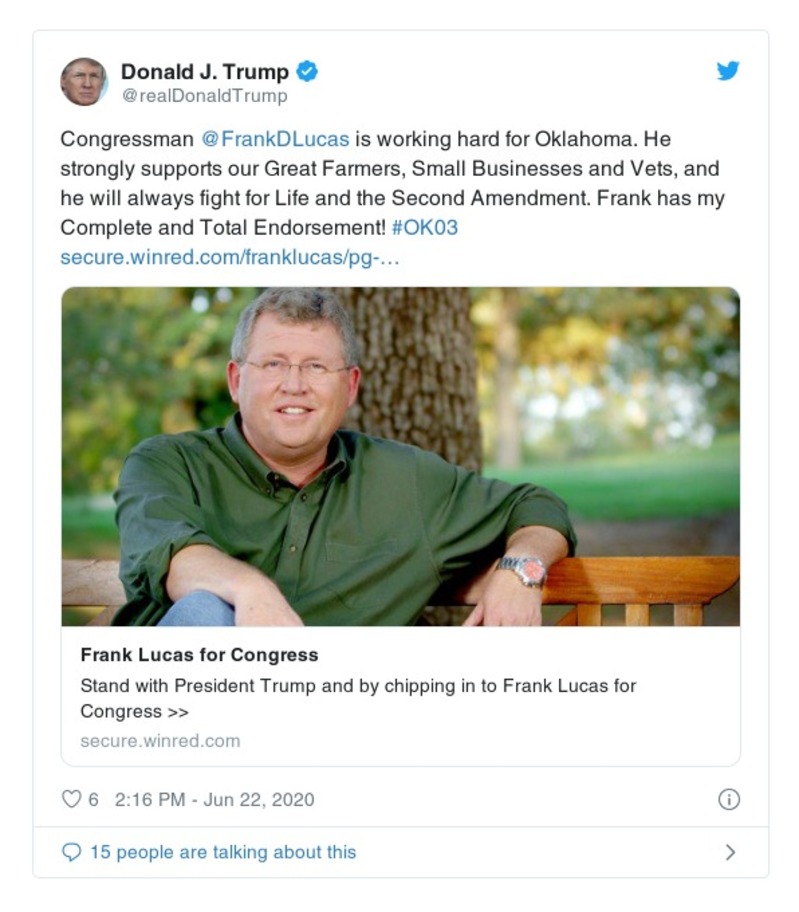 Donald J. Trump
@realDonaldTrump
Congressman @FrankDLucas is working hard for Oklahoma. He
strongly supports our Great Farmers, Small Businesses and Vets, and
he will always fight for Life and the Second Amendment. Frank has my
Complete and Total Endorsement! #OK03
secure.winred.com/franklucas/pg-…
Frank Lucas for Congress
Stand with President Trump and by chipping in to Frank Lucas for
Congress >>
secure.winred.com
6 2:16 PM - Jun 22, 2020
15 people are talking about this